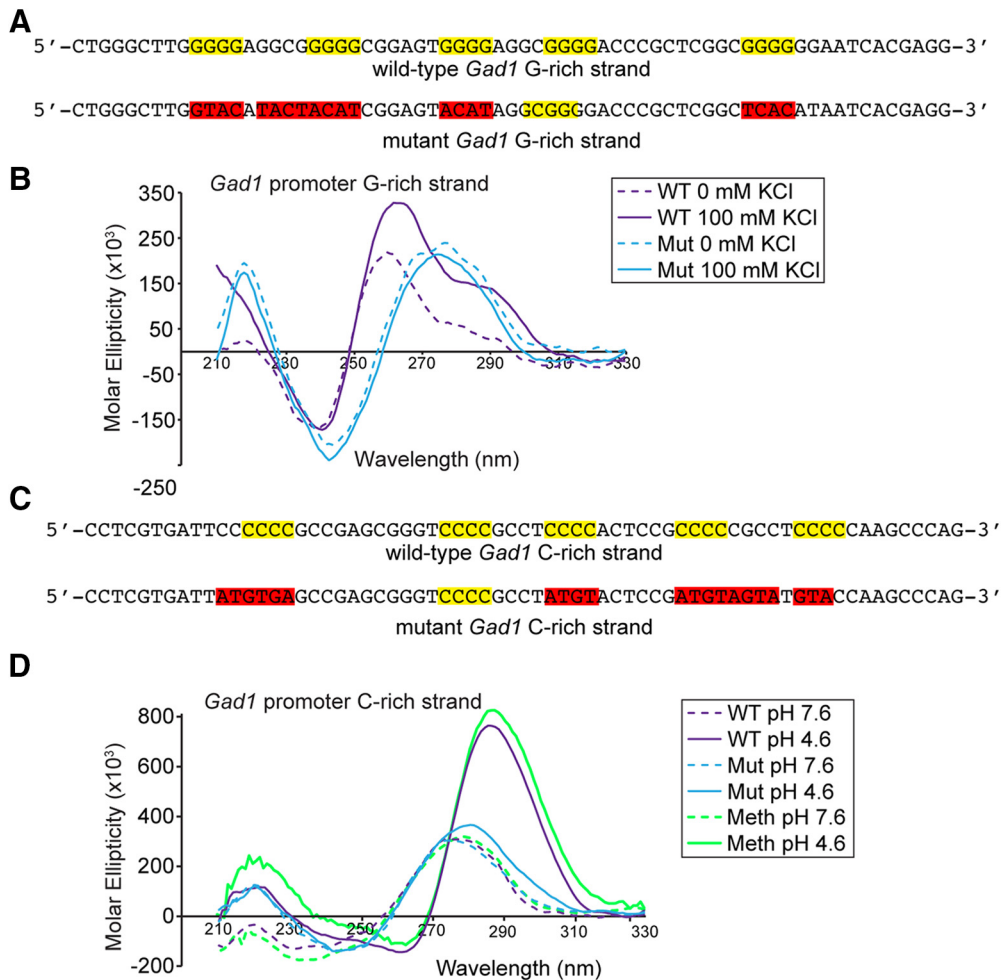 A
5’-CTGGGCTTGGGGGAGGCGGGGGCGGAGTGGGGAGGCGGGGACCCGCTCGGCGGGGGGAATCACGAGG-3’
wild-type Gad1 G-rich strand
5’-CTGGGCTTGGTACATACTACATCGGAGTACATAGGCGGGGACCCGCTCGGCTCACATAATCACGAGG-3’
mutant Gad1 G-rich strand
B
Gad1 promoter G-rich strand
350
250
150
50
-50
-150
-250
Molar Ellipticity (x10³)
210
230
250
270
290
310
330
Wavelength (nm)
WT 0 mM KCl
WT 100 mM KCl
Mut 0 mM KCl
Mut 100 mM KCl
C
5’-CCTCGTGATTCCCCCCGCCGAGCGGGTCCCCGCCTCCCCACTCCGCCCCCGCCTCCCCCAAGCCCAG-3’
wild-type Gad1 C-rich strand
5’-CCTCGTGATTATGTGAGCCGAGCGGGTCCCCGCCTATGTACTCCGATGTAGTATGTACCAAGCCCAG-3’
mutant Gad1 C-rich strand
D
Gad1 promoter C-rich strand
800
600
400
200
0
-200
Molar Ellipticity (x10³)
210
230
250
270
290
310
330
Wavelength (nm)
WT pH 7.6
WT pH 4.6
Mut pH 7.6
Mut pH 4.6
Meth pH 7.6
Meth pH 4.6